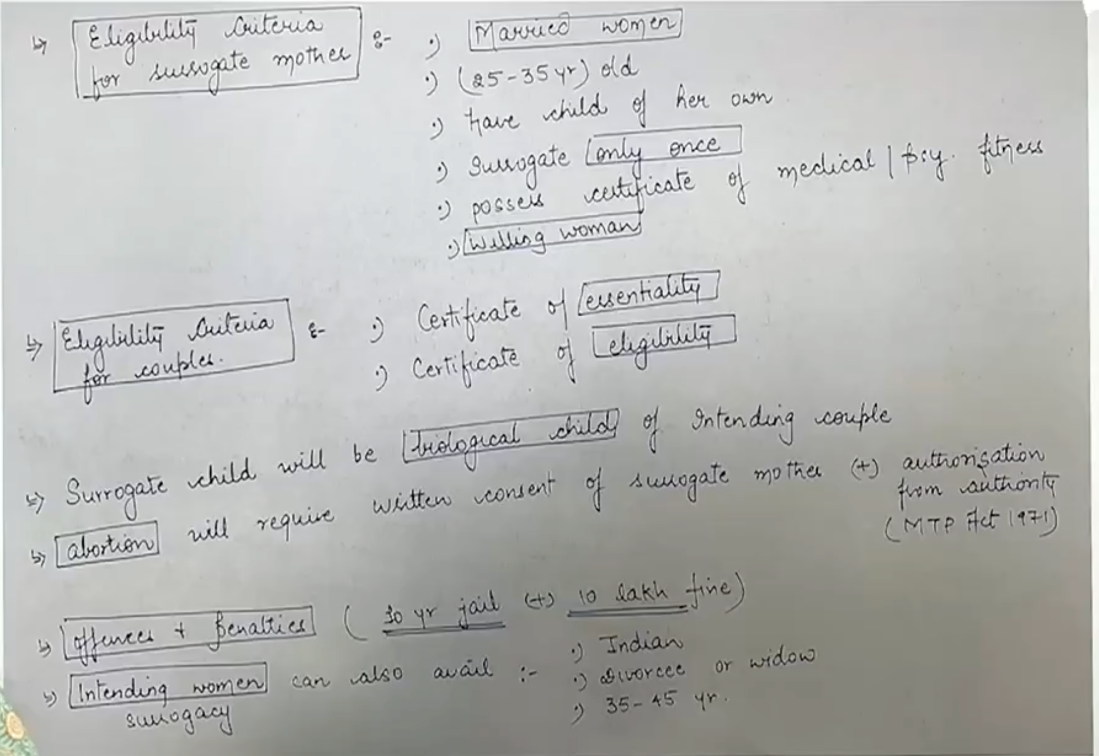 ↳ Eligibility Criteria for surrogate mother :- •) Married women
•) (25-35 yr) old
•) have child of her own
•) Surrogate only once
•) possess certificate of medical / psy. fitness
•) Willing woman
↳ Eligibility Criteria for couples. :- •) Certificate of essentiality
•) Certificate of eligibility
↳ Surrogate child will be biological child of Intending couple
↳ abortion will require written consent of surrogate mother (+) authorisation from authority (MTP Act 1971)
↳ offences + Penalties ( 30 yr jail (+) 10 lakh fine)
↳ Intending women can also avail surrogacy :- •) Indian
•) Divorcee or widow
•) 35-45 yr.